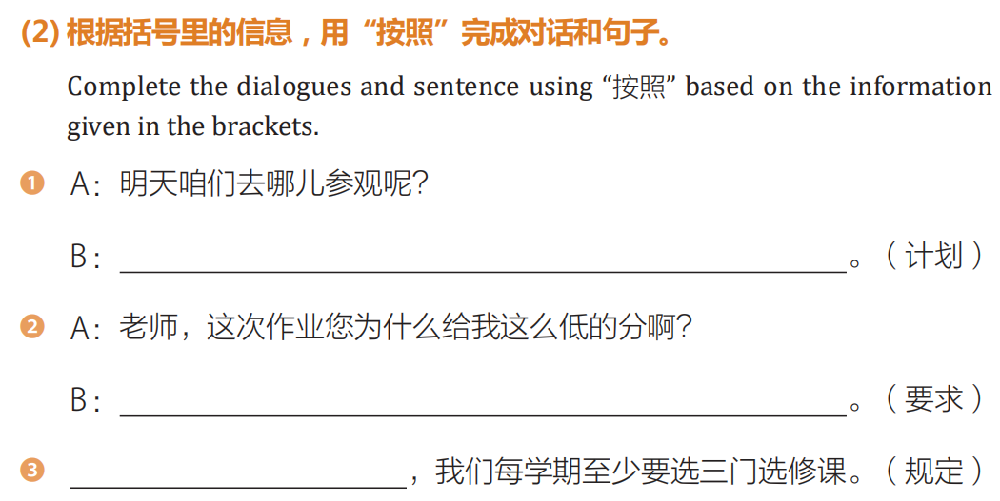 (2) 根据括号里的信息，用“按照”完成对话和句子。
Complete the dialogues and sentence using “按照” based on the information
given in the brackets.
1 A：明天咱们去哪儿参观呢？
B：________________。（计划）
2 A：老师，这次作业您为什么给我这么低的分啊？
B：________________。（要求）
3 ________________，我们每学期至少要选三门选修课。（规定）